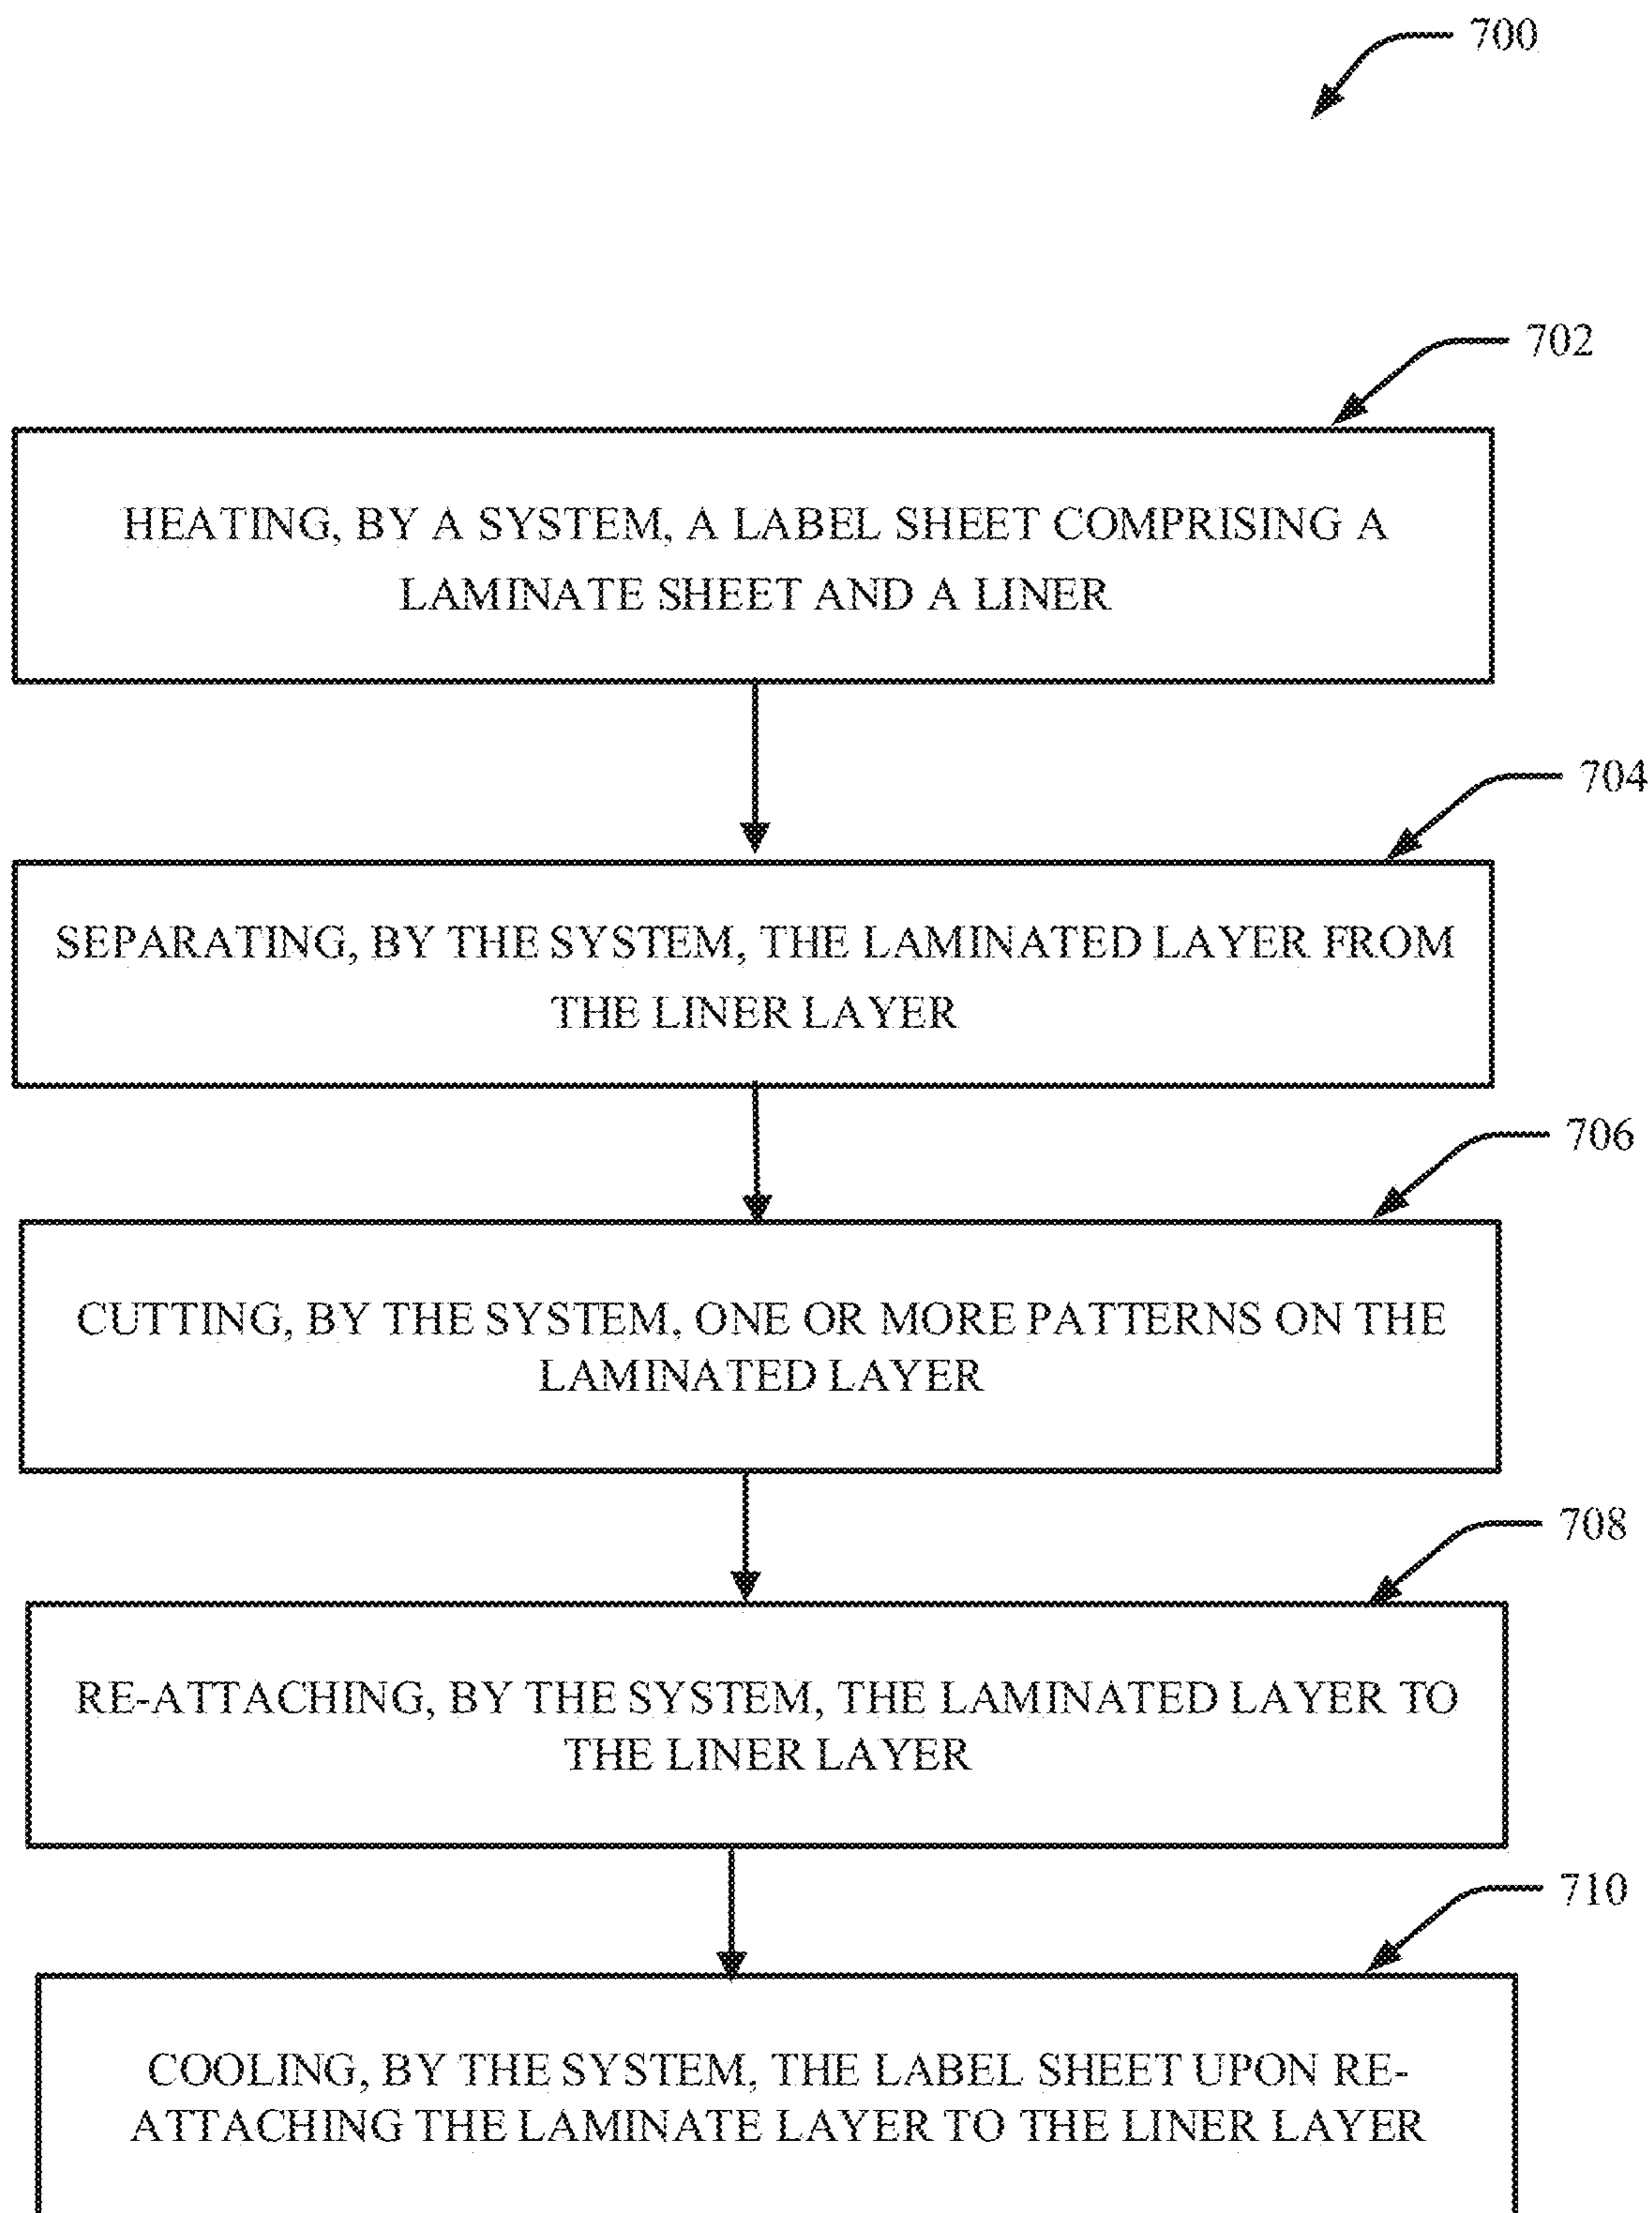 700
702
HEATING, BY A SYSTEM, A LABEL SHEET COMPRISING A
LAMINATE SHEET AND A LINER
704
SEPARATING, BY THE SYSTEM, THE LAMINATED LAYER FROM
THE LINER LAYER
706
CUTTING, BY THE SYSTEM, ONE OR MORE PATTERNS ON THE
LAMINATED LAYER
708
RE-ATTACHING, BY THE SYSTEM, THE LAMINATED LAYER TO
THE LINER LAYER
710
COOLING, BY THE SYSTEM, THE LABEL SHEET UPON RE-
ATTACHING THE LAMINATE LAYER TO THE LINER LAYER